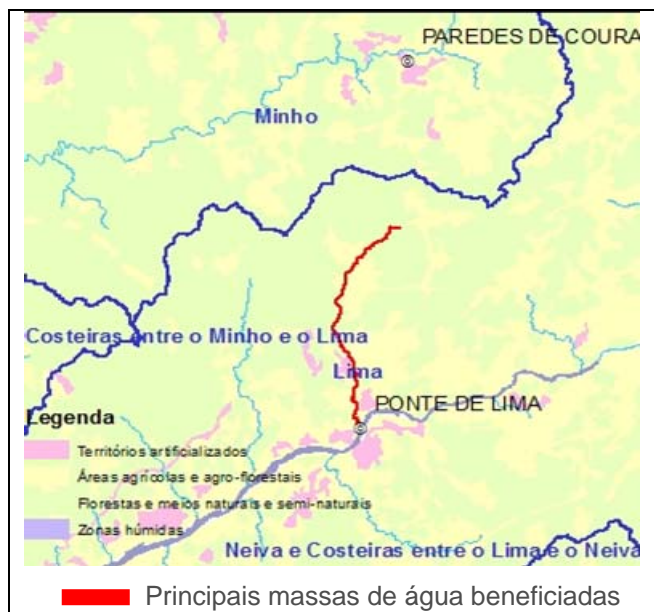 PAREDES DE COURA
Minho
Costeiras entre o Minho e o Lima
Lima
PONTE DE LIMA
Legenda
Territórios artificializados
Áreas agrícolas e agro-florestais
Florestas e meios naturais e semi-naturais
Zonas húmidas
Neiva e Costeiras entre o Lima e o Neiva
Principais massas de água beneficiadas